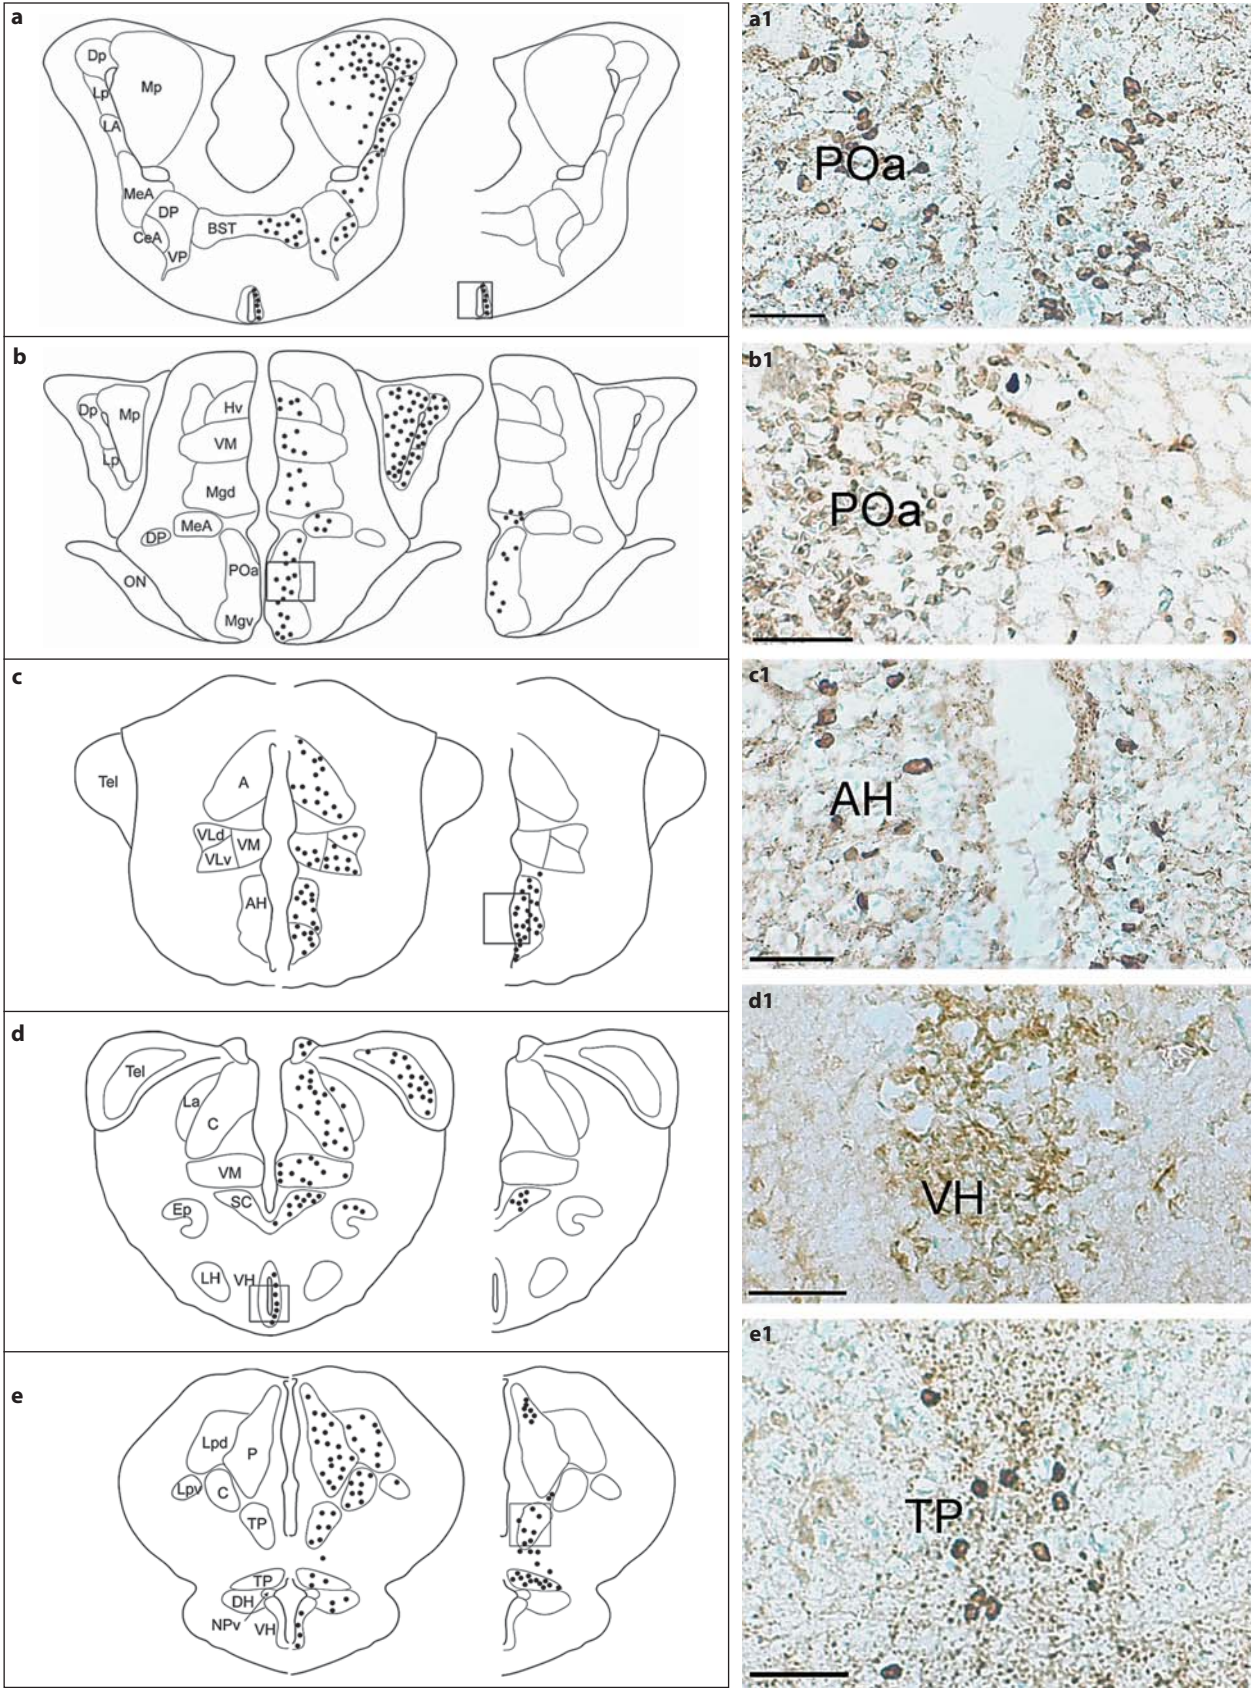 a
Dp
Mp
Lp
LA
MeA
DP
CeA
VP
BST
a1
POa
b
Dp
Mp
Lp
Hv
VM
Mgd
MeA
DP
ON
POa
Mgv
b1
POa
c
Tel
A
VLd
VM
VLv
AH
c1
AH
d
Tel
La
C
VM
SC
Ep
LH
VH
d1
VH
e
Lpd
P
Lpv
C
TP
TP
DH
NPv
VH
e1
TP